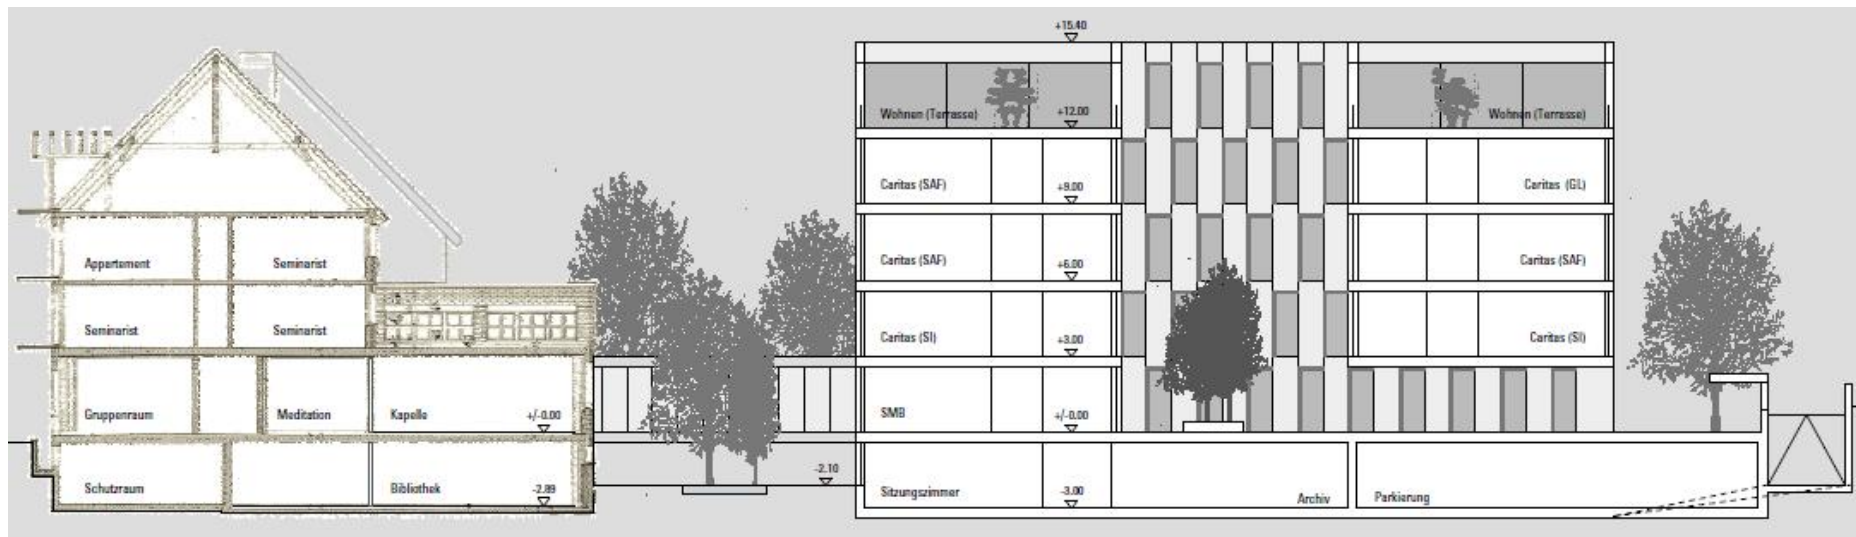 +15.40
Wohnen (Terrasse) +12.00 Wohnen (Terrasse)
Caritas (SAF) +9.00 Caritas (GL)
Appartement Seminarist Caritas (SAF) +6.00 Caritas (SAF)
Seminarist Seminarist Caritas (SI) +3.00 Caritas (SI)
Gruppenraum Meditation Kapelle +/-0.00 SMB +/-0.00
-2.10
Schutzraum Bibliothek -2.89 Sitzungszimmer -3.00 Archiv Parkierung